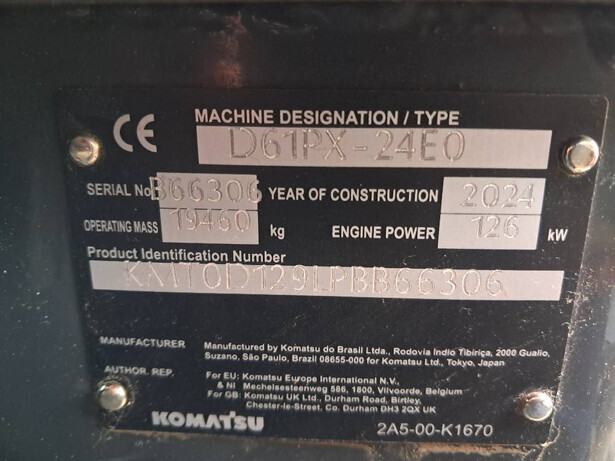 CE MACHINE DESIGNATION / TYPE
D61PX-24E0
SERIAL No. B66306 YEAR OF CONSTRUCTION 2024
OPERATING MASS 19460 kg ENGINE POWER 126 kW
Product Identification Number
KMT0D129LPBB66306
MANUFACTURER Manufactured by Komatsu do Brasil Ltda., Rodovia Indio Tibiriça, 2000 Gualio,
Suzano, São Paulo, Brazil 08655-000 for Komatsu Ltd., Tokyo, Japan
AUTHOR. REP. For EU: Komatsu Europe International N.V.,
& NI Mechelsesteenweg 586, 1800, Vilvoorde, Belgium
For GB: Komatsu UK Ltd., Durham Road, Birtley,
Chester-le-Street, Co. Durham DH3 2QX UK
KOMATSU 2A5-00-K1670